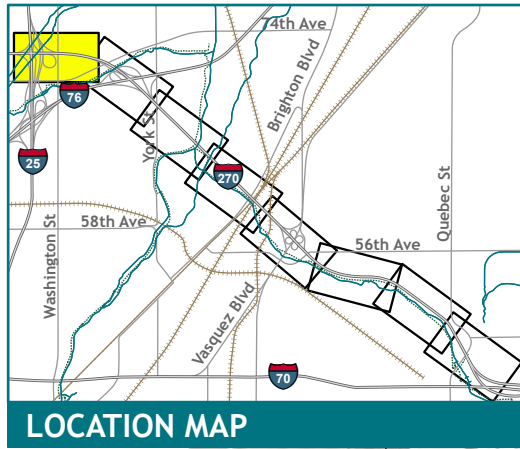 74th Ave
Brighton Blvd
76
York St
25
270
Quebec St
Washington St
58th Ave
56th Ave
Vasquez Blvd
70
LOCATION MAP